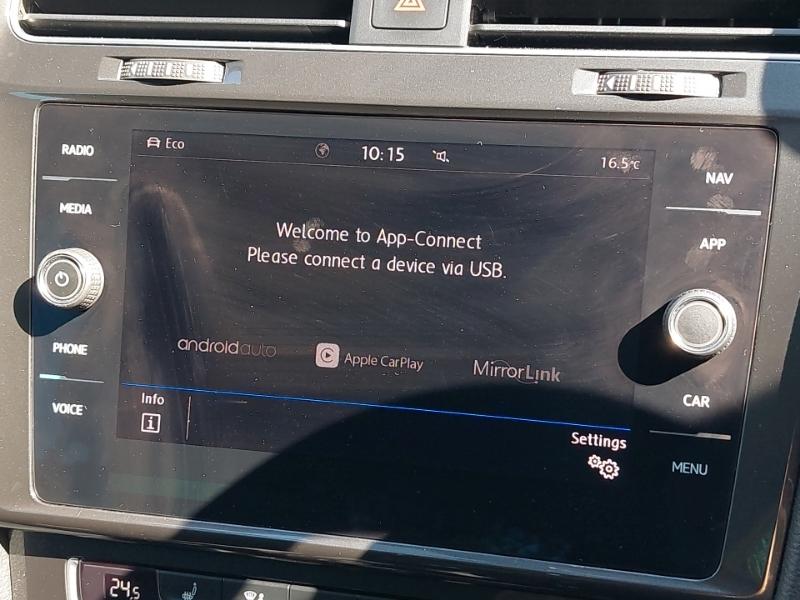 RADIO
MEDIA
PHONE
VOICE
Eco
10:15
16.5°C
Welcome to App-Connect
Please connect a device via USB.
androidauto
Apple CarPlay
MirrorLink
Info
i
Settings
NAV
APP
CAR
MENU
24.5